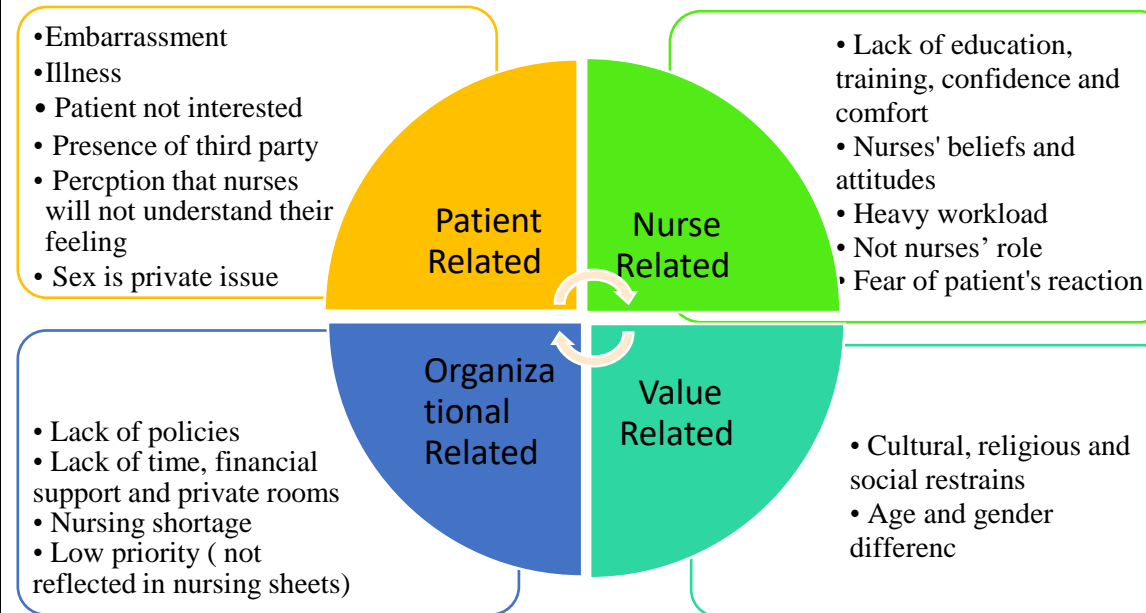 •Embarrassment
•Illness
• Patient not interested
• Presence of third party
• Percption that nurses
will not understand their
feeling
• Sex is private issue
Patient
Related
Nurse
Related
• Lack of education,
training, confidence and
comfort
• Nurses' beliefs and
attitudes
• Heavy workload
• Not nurses’ role
• Fear of patient's reaction
• Lack of policies
• Lack of time, financial
support and private rooms
• Nursing shortage
• Low priority ( not
reflected in nursing sheets)
Organiza
tional
Related
Value
Related
• Cultural, religious and
social restrains
• Age and gender
differenc